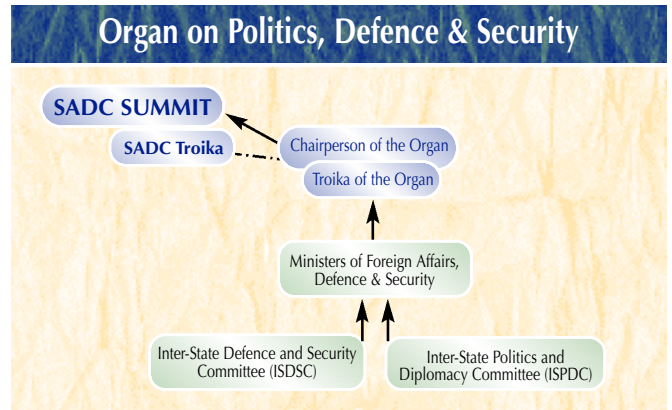 Organ on Politics, Defence & Security
SADC SUMMIT
SADC Troika
Chairperson of the Organ
Troika of the Organ
Ministers of Foreign Affairs,
Defence & Security
Inter-State Defence and Security
Committee (ISDSC)
Inter-State Politics and
Diplomacy Committee (ISPDC)